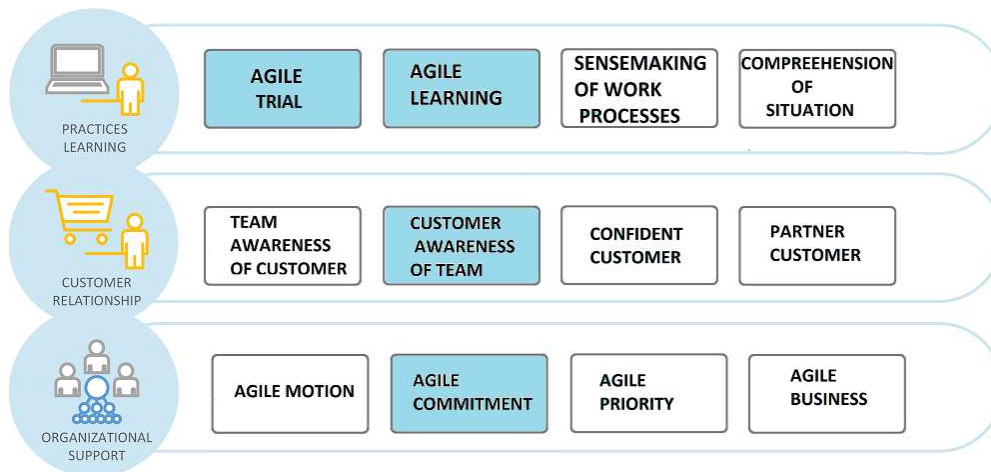 PRACTICES
LEARNING
AGILE
TRIAL
AGILE
LEARNING
SENSEMAKING
OF WORK
PROCESSES
COMPREEHENSION
OF
SITUATION
CUSTOMER
RELATIONSHIP
TEAM
AWARENESS
OF CUSTOMER
CUSTOMER
AWARENESS
OF TEAM
CONFIDENT
CUSTOMER
PARTNER
CUSTOMER
ORGANIZATIONAL
SUPPORT
AGILE MOTION
AGILE
COMMITMENT
AGILE
PRIORITY
AGILE
BUSINESS